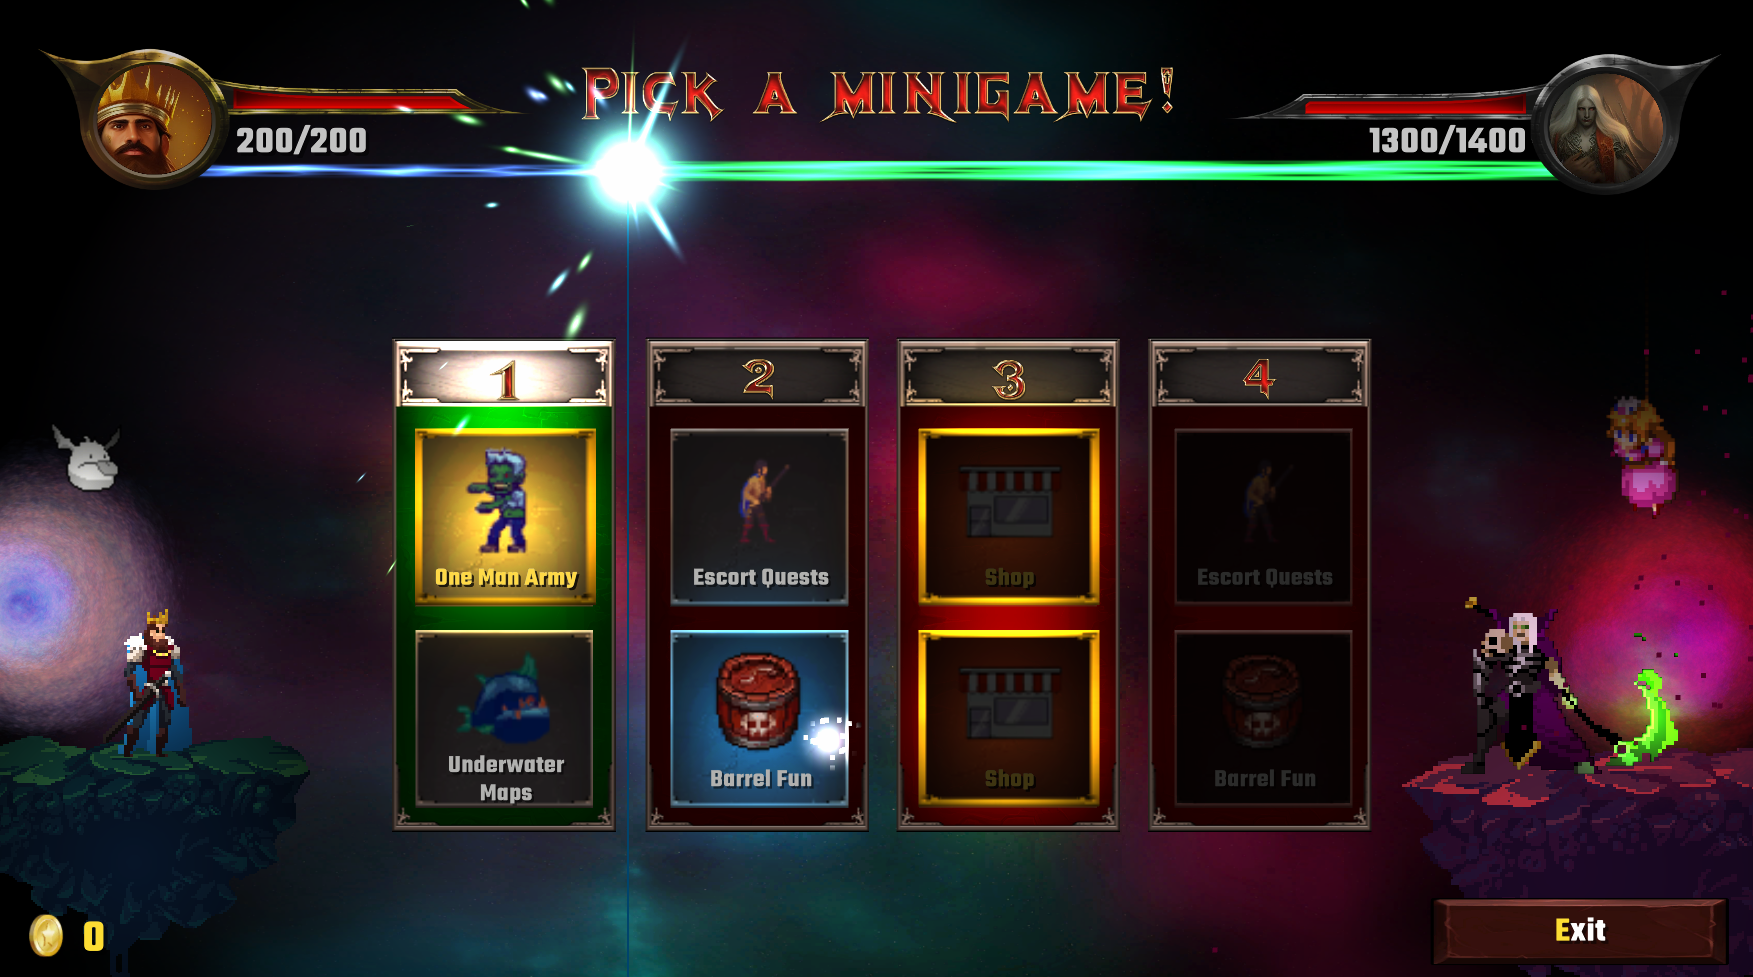 Pick a minigame!
200/200
1300/1400
1
2
3
4
One Man Army
Escort Quests
Shop
Escort Quests
Underwater
Maps
Barrel Fun
Shop
Barrel Fun
0
Exit